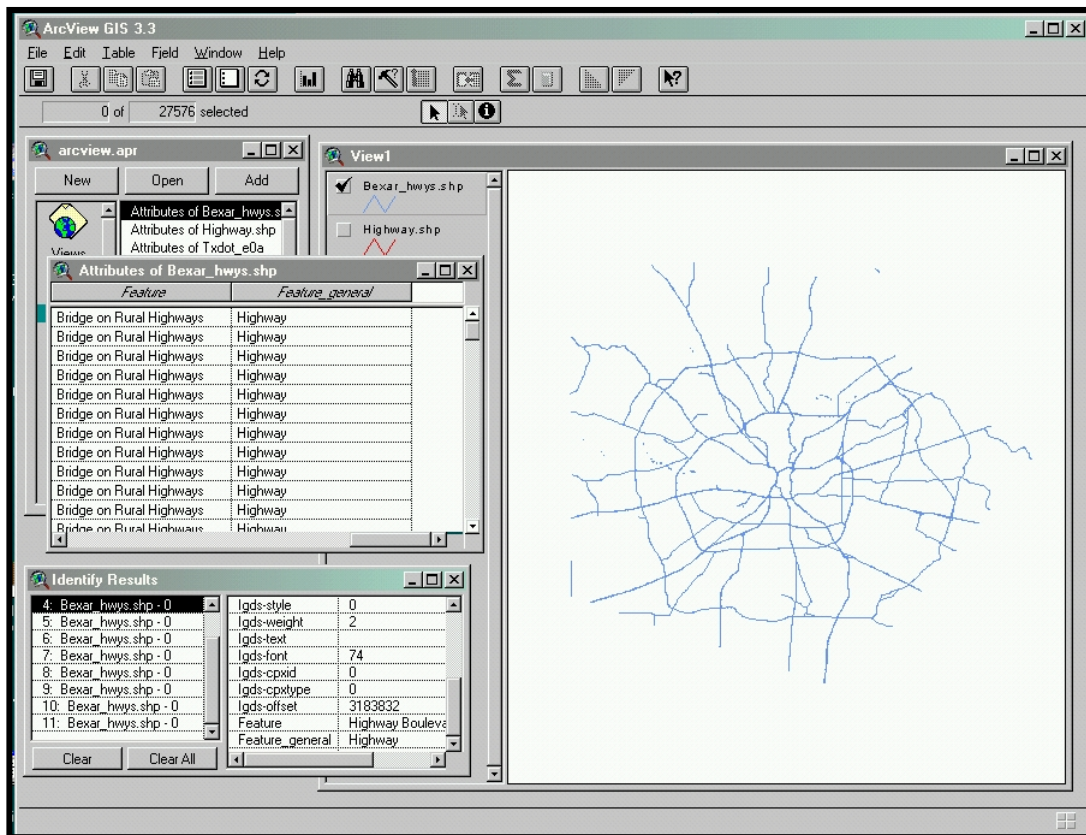 ArcView GIS 3.3
File Edit Table Field Window Help
0 of 27576 selected
arcview.apr
New Open Add
Views
Attributes of Bexar_hwys.s
Attributes of Highway.shp
Attributes of Txdot_e0a
View1
Bexar_hwys.shp
Highway.shp
Attributes of Bexar_hwys.shp
Feature Feature_general
Bridge on Rural Highways Highway
Bridge on Rural Highways Highway
Bridge on Rural Highways Highway
Bridge on Rural Highways Highway
Bridge on Rural Highways Highway
Bridge on Rural Highways Highway
Bridge on Rural Highways Highway
Bridge on Rural Highways Highway
Bridge on Rural Highways Highway
Bridge on Rural Highways Highway
Bridge on Rural Highways Highway
Bridge on Rural Highways Highway
Identify Results
4: Bexar_hwys.shp - 0
5: Bexar_hwys.shp - 0
6: Bexar_hwys.shp - 0
7: Bexar_hwys.shp - 0
8: Bexar_hwys.shp - 0
9: Bexar_hwys.shp - 0
10: Bexar_hwys.shp - 0
11: Bexar_hwys.shp - 0
Igds-style 0
Igds-weight 2
Igds-text
Igds-font 74
Igds-cpxid 0
Igds-cpxtype 0
Igds-offset 3183832
Feature Highway Bouleva
Feature_general Highway
Clear Clear All